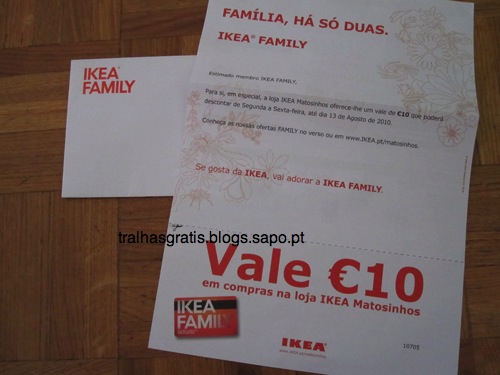 IKEA®
FAMILY
FAMÍLIA, HÁ SÓ DUAS.
IKEA® FAMILY
Estimado membro IKEA FAMILY,
Para si, em especial, a loja IKEA Matosinhos oferece-lhe um vale de €10 que poderá
descontar de Segunda a Sexta-feira, até dia 13 de Agosto de 2010.
Conheça as nossas ofertas FAMILY no verso ou em www.IKEA.pt/matosinhos.
Se gosta da IKEA, vai adorar a IKEA FAMILY.
tralhasgratis.blogs.sapo.pt
Vale €10
em compras na loja IKEA Matosinhos
IKEA
FAMILY
IKEA®
www.IKEA.pt/matosinhos
10705